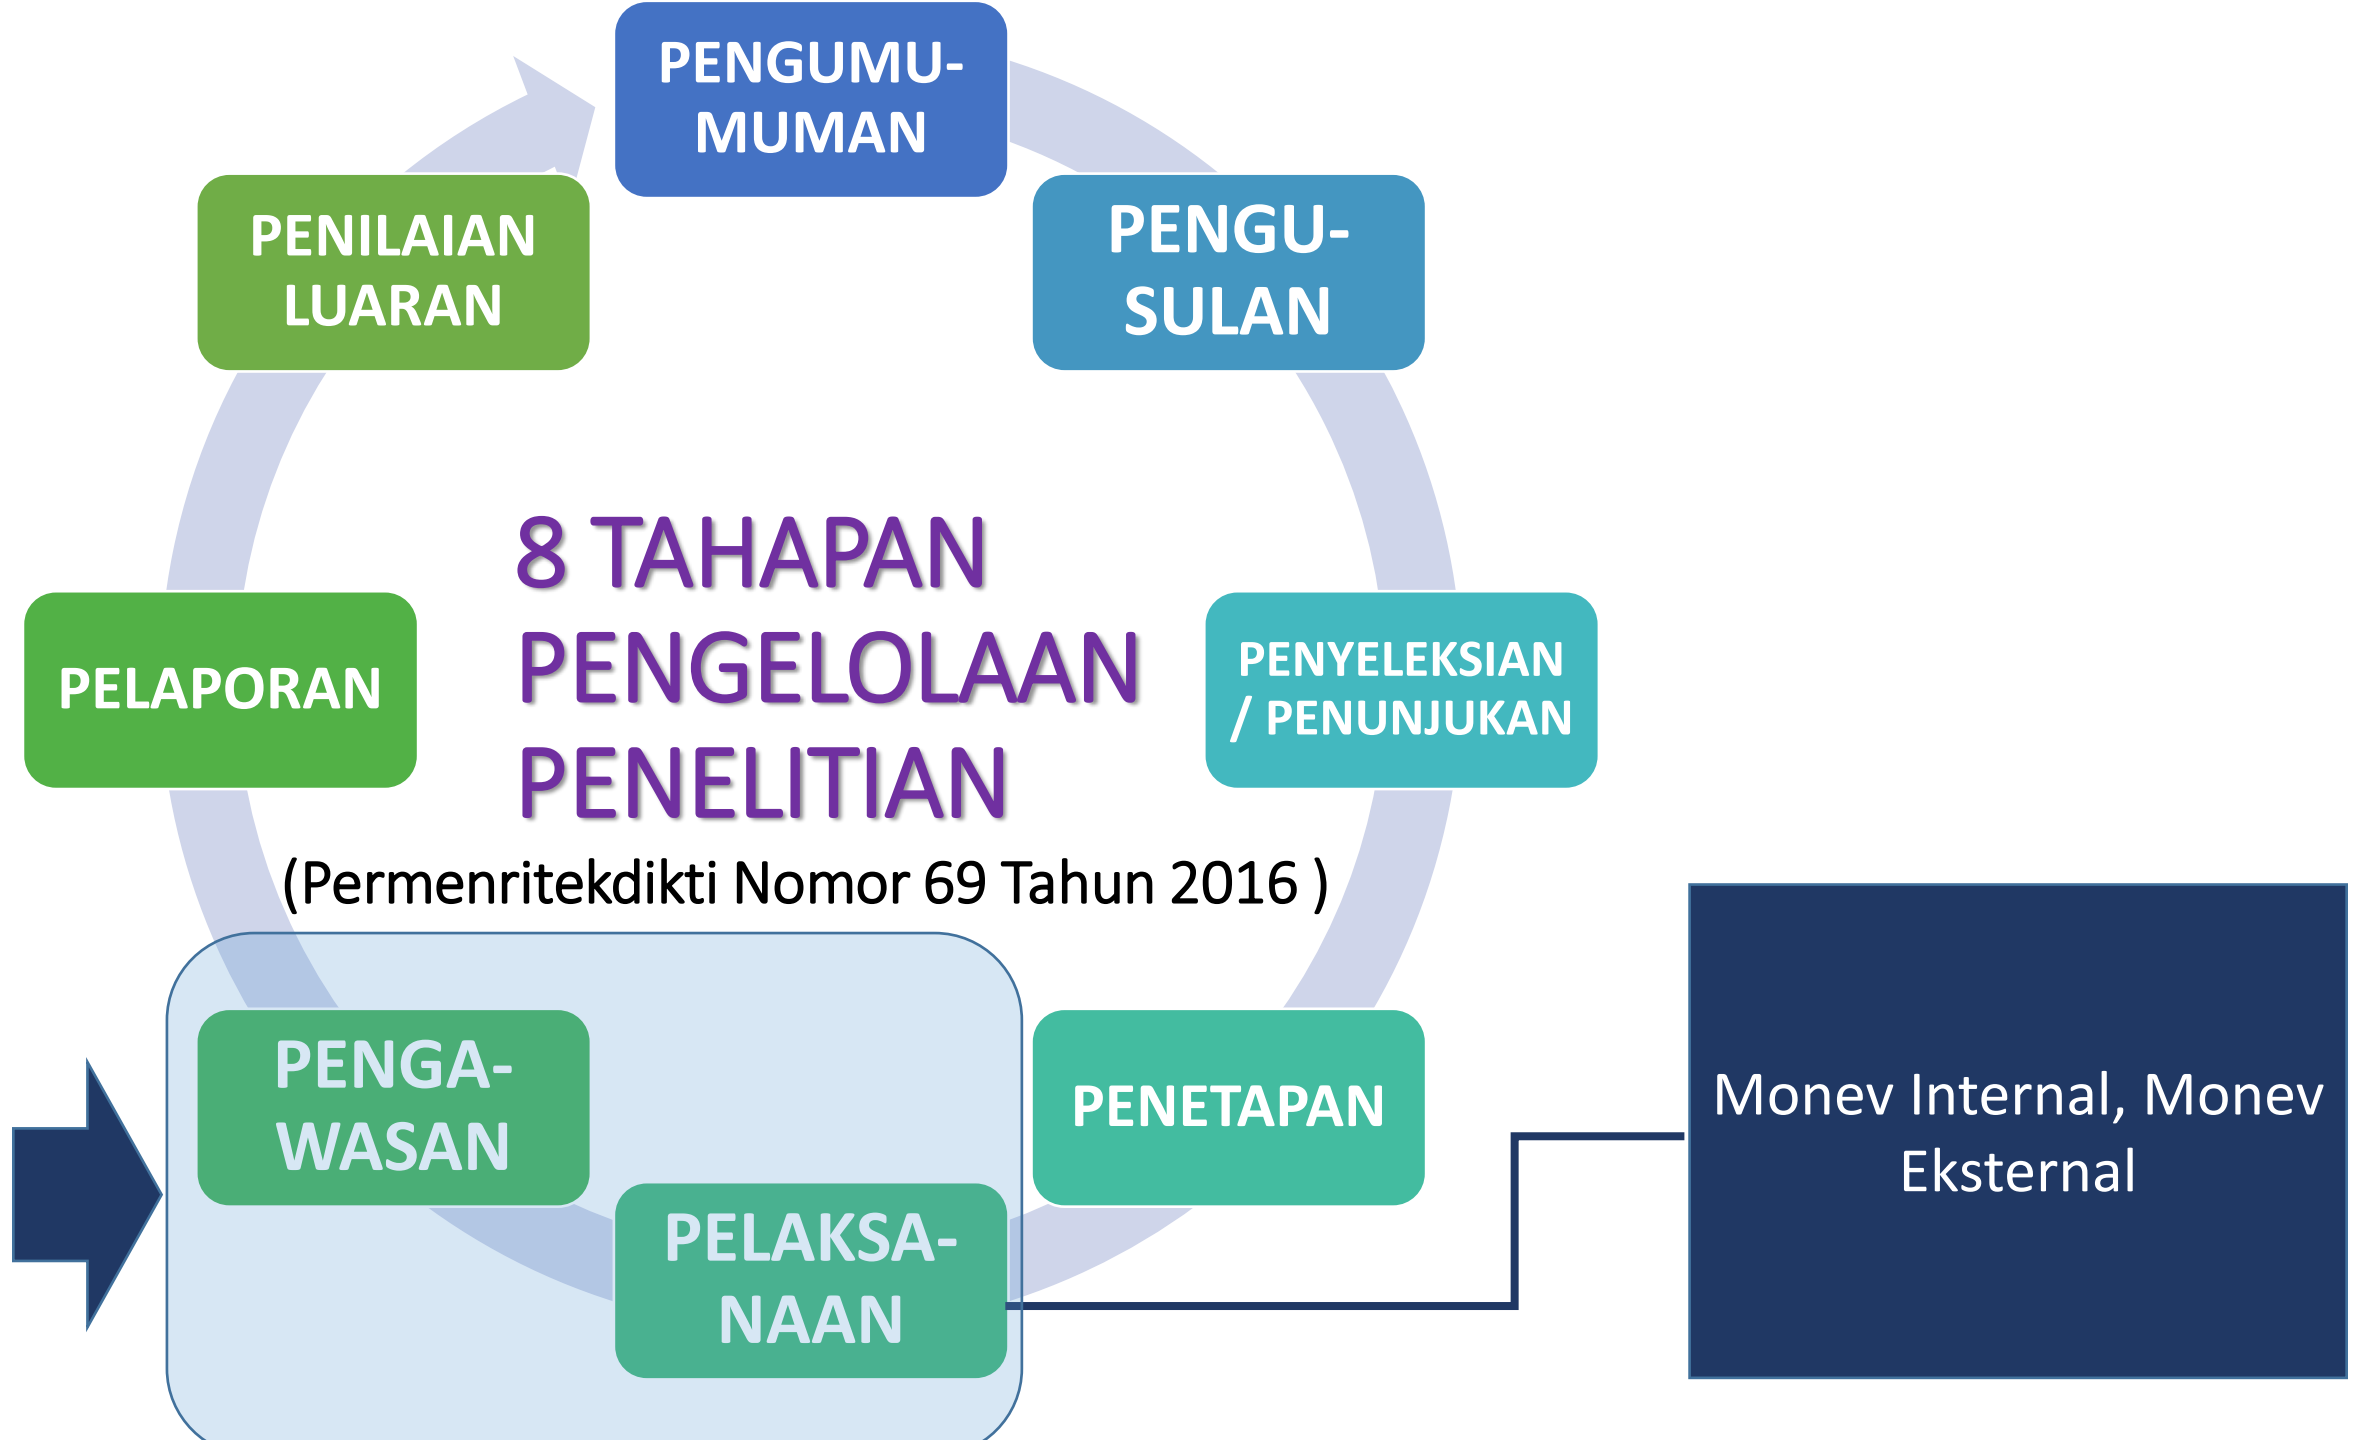 PENGUMU-
MUMAN
PENGU-
SULAN
PENYELEKSIAN
/ PENUNJUKAN
PENETAPAN
PELAKSA-
NAAN
PENGA-
WASAN
PELAPORAN
PENILAIAN
LUARAN
8 TAHAPAN
PENGELOLAAN
PENELITIAN
(Permenritekdikti Nomor 69 Tahun 2016 )
Monev Internal, Monev
Eksternal